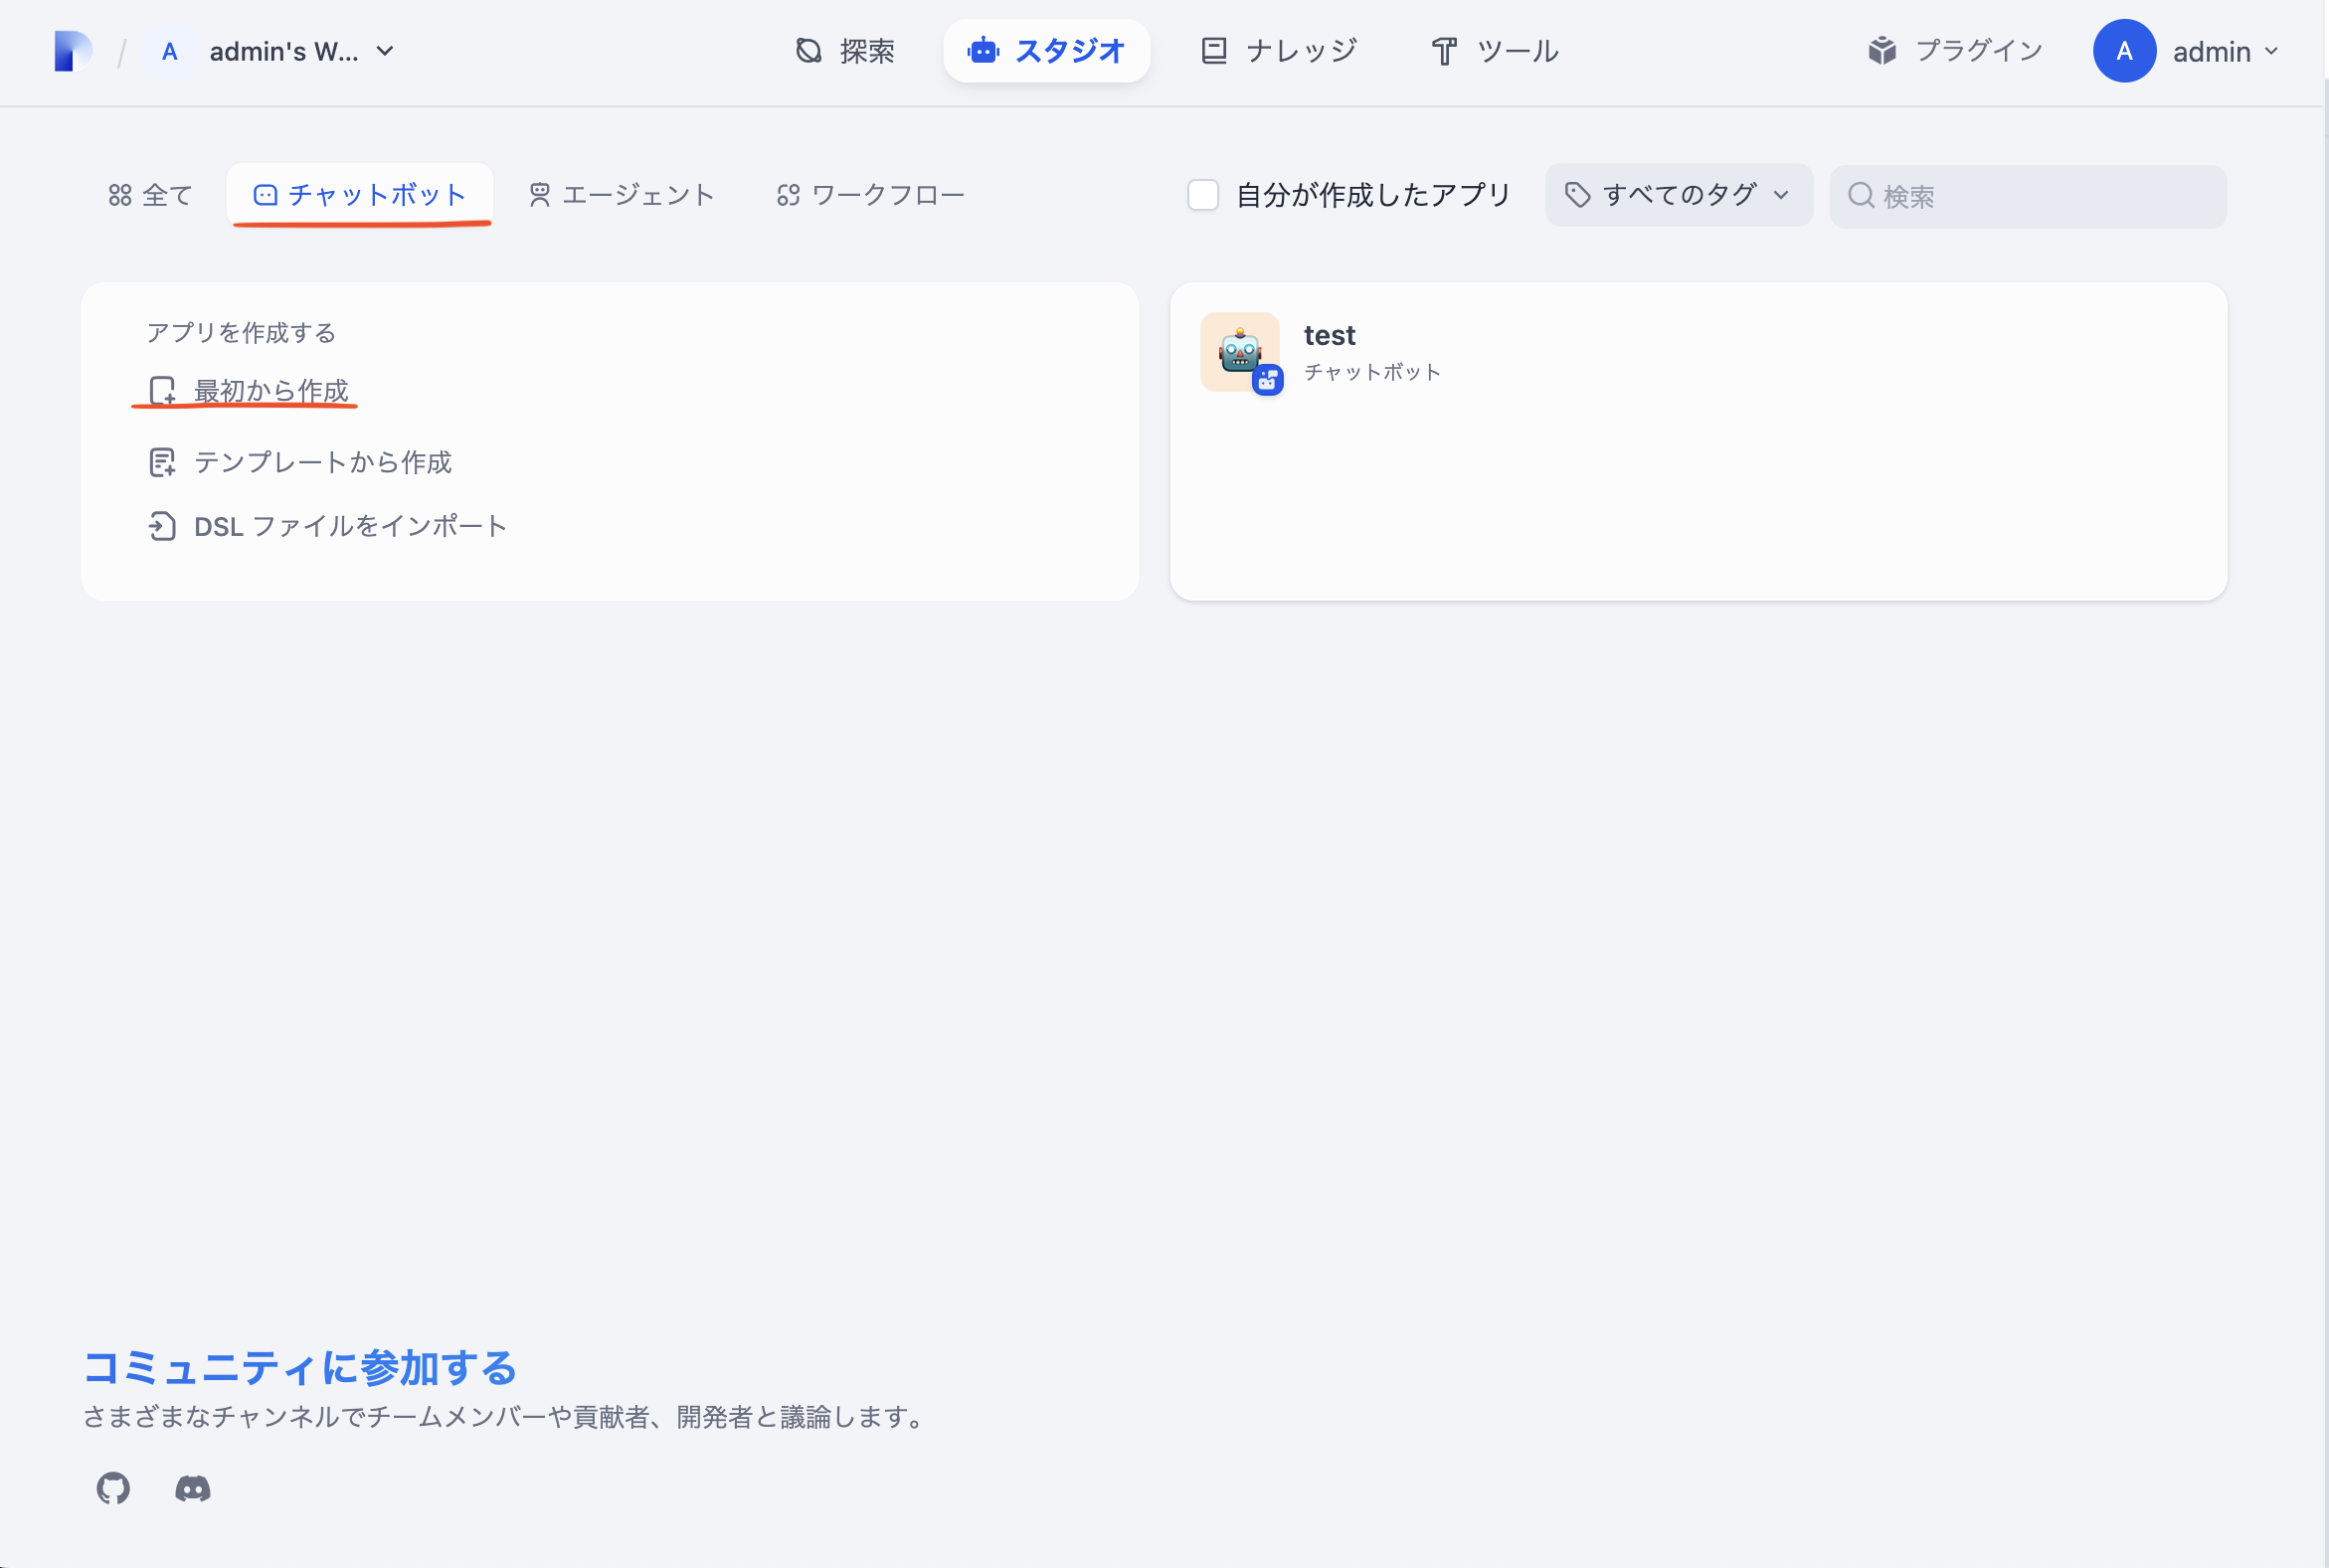 A admin's W...
探索
スタジオ
ナレッジ
ツール
プラグイン
A admin
全て
チャットボット
エージェント
ワークフロー
自分が作成したアプリ
すべてのタグ
検索
アプリを作成する
最初から作成
テンプレートから作成
DSL ファイルをインポート
test
チャットボット
コミュニティに参加する
さまざまなチャンネルでチームメンバーや貢献者、開発者と議論します。